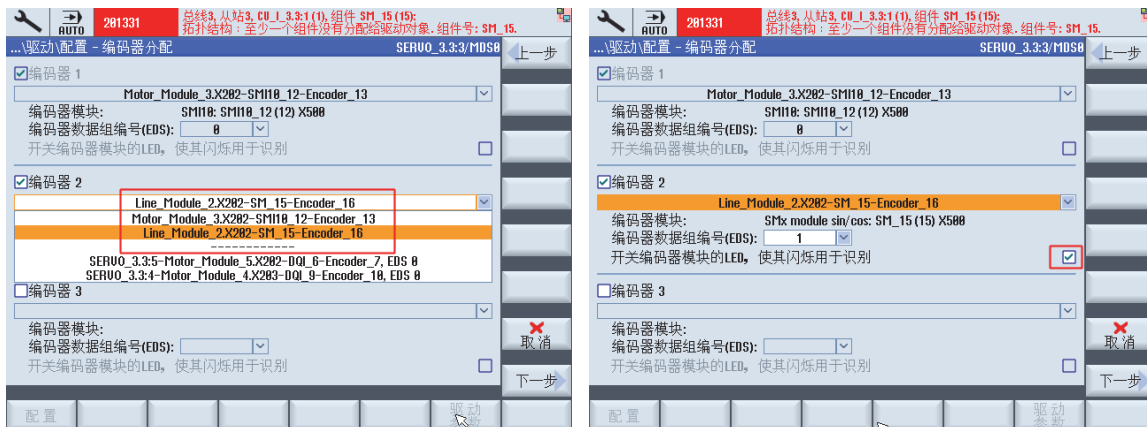 AUTO
201331
总线3, 从站3, CU_I_3.3:1 (1), 组件 SM_15 (15):
拓扑结构：至少一个组件没有分配给驱动对象. 组件号: SM_15.
...\驱动\配置 - 编码器分配
SERVO_3.3:3/MDS0
上一步
编码器 1
Motor_Module_3.X202-SMI10_12-Encoder_13
编码器模块:
SMI10: SMI10_12 (12) X500
编码器数据组编号(EDS):
0
开关编码器模块的LED，使其闪烁用于识别
编码器 2
Line_Module_2.X202-SM_15-Encoder_16
Motor_Module_3.X202-SMI10_12-Encoder_13
Line_Module_2.X202-SM_15-Encoder_16
------------
SERVO_3.3:5-Motor_Module_5.X202-DQI_6-Encoder_7, EDS 0
SERVO_3.3:4-Motor_Module_4.X203-DQI_9-Encoder_10, EDS 0
编码器 3
编码器模块:
编码器数据组编号(EDS):
开关编码器模块的LED，使其闪烁用于识别
取消
下一步
配置
驱动
参数
AUTO
201331
总线3, 从站3, CU_I_3.3:1 (1), 组件 SM_15 (15):
拓扑结构：至少一个组件没有分配给驱动对象. 组件号: SM_15.
...\驱动\配置 - 编码器分配
SERVO_3.3:3/MDS0
上一步
编码器 1
Motor_Module_3.X202-SMI10_12-Encoder_13
编码器模块:
SMI10: SMI10_12 (12) X500
编码器数据组编号(EDS):
0
开关编码器模块的LED，使其闪烁用于识别
编码器 2
Line_Module_2.X202-SM_15-Encoder_16
编码器模块:
SMx module sin/cos: SM_15 (15) X500
编码器数据组编号(EDS):
1
开关编码器模块的LED，使其闪烁用于识别
编码器 3
编码器模块:
编码器数据组编号(EDS):
开关编码器模块的LED，使其闪烁用于识别
取消
下一步
配置
驱动
参数